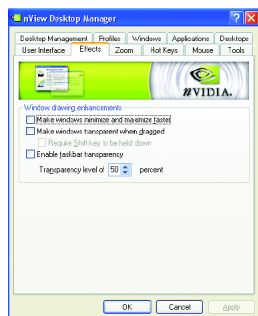 nView Desktop Manager
Desktop Management Profiles Windows Applications Desktops
User Interface Effects Zoom Hot Keys Mouse Tools
NVIDIA.
Window drawing enhancements
Make windows minimize and maximize faster
Make windows transparent when dragged
Require Shift key to be held down
Enable taskbar transparency
Transparency level of 50 percent
OK Cancel Apply